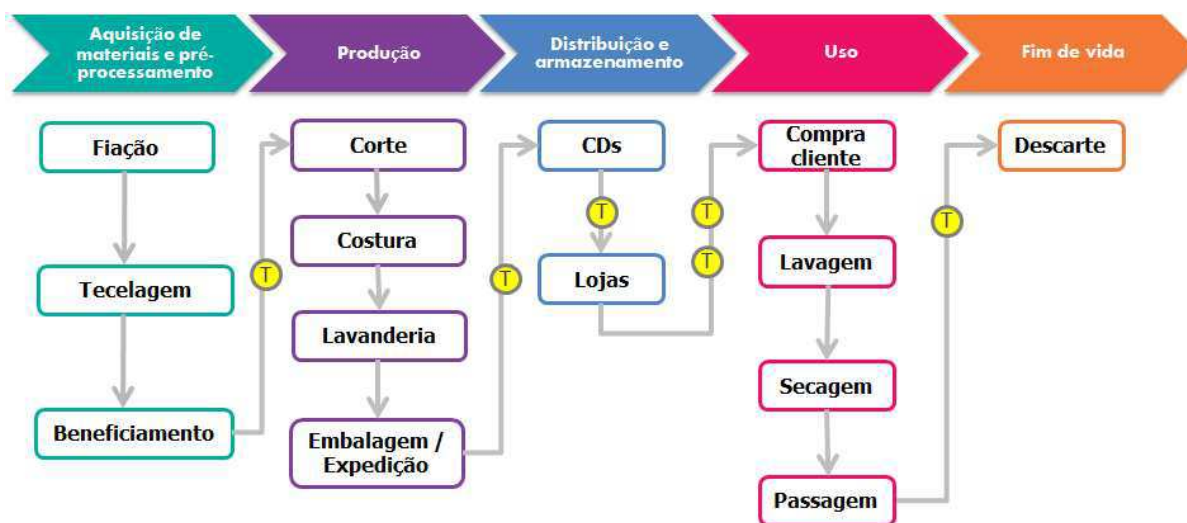 Aquisição de
materiais e pré-
processamento
Produção
Distribuição e
armazenamento
Uso
Fim de vida
Fiação
Tecelagem
Beneficiamento
T
Corte
Costura
Lavanderia
Embalagem /
Expedição
T
CDs
T
Lojas
T
T
Compra
cliente
Lavagem
Secagem
Passagem
T
Descarte